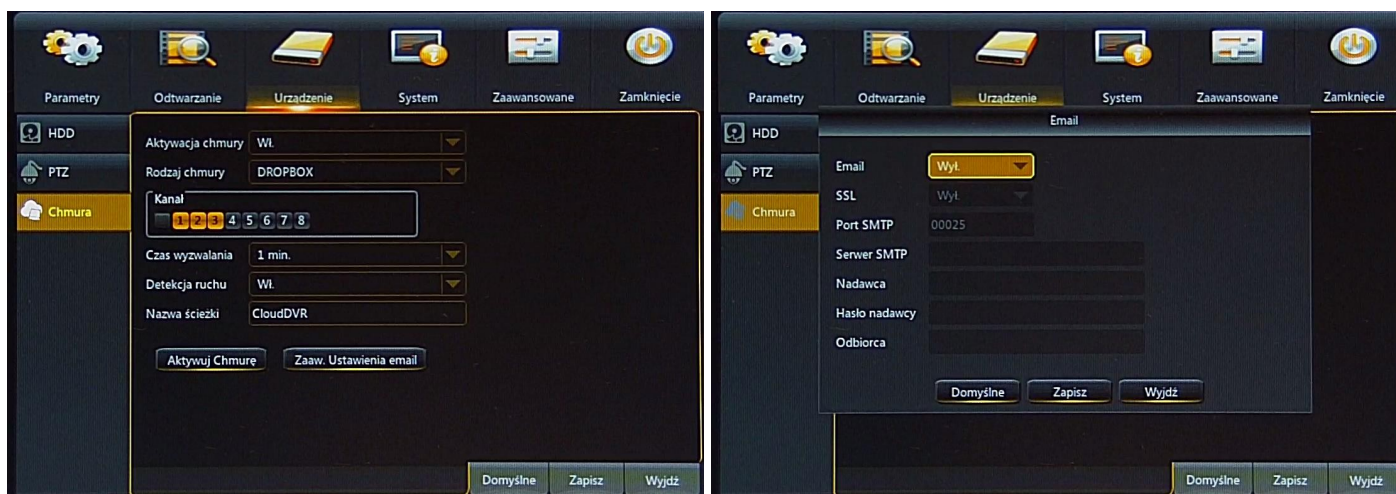 Parametry Odtwarzanie Urządzenie System Zaawansowane Zamknięcie
HDD
PTZ
Chmura
Aktywacja chmury Wł.
Rodzaj chmury DROPBOX
Kanał
1 2 3 4 5 6 7 8
Czas wyzwalania 1 min.
Detekcja ruchu Wł.
Nazwa ścieżki CloudDVR
Aktywuj Chmurę Zaaw. Ustawienia email
Domyślne Zapisz Wyjdź
Parametry Odtwarzanie Urządzenie System Zaawansowane Zamknięcie
Email
HDD
PTZ
Chmura
Email Wył.
SSL Wył.
Port SMTP 00025
Serwer SMTP
Nadawca
Hasło nadawcy
Odbiorca
Domyślne Zapisz Wyjdź
Domyślne Zapisz Wyjdź